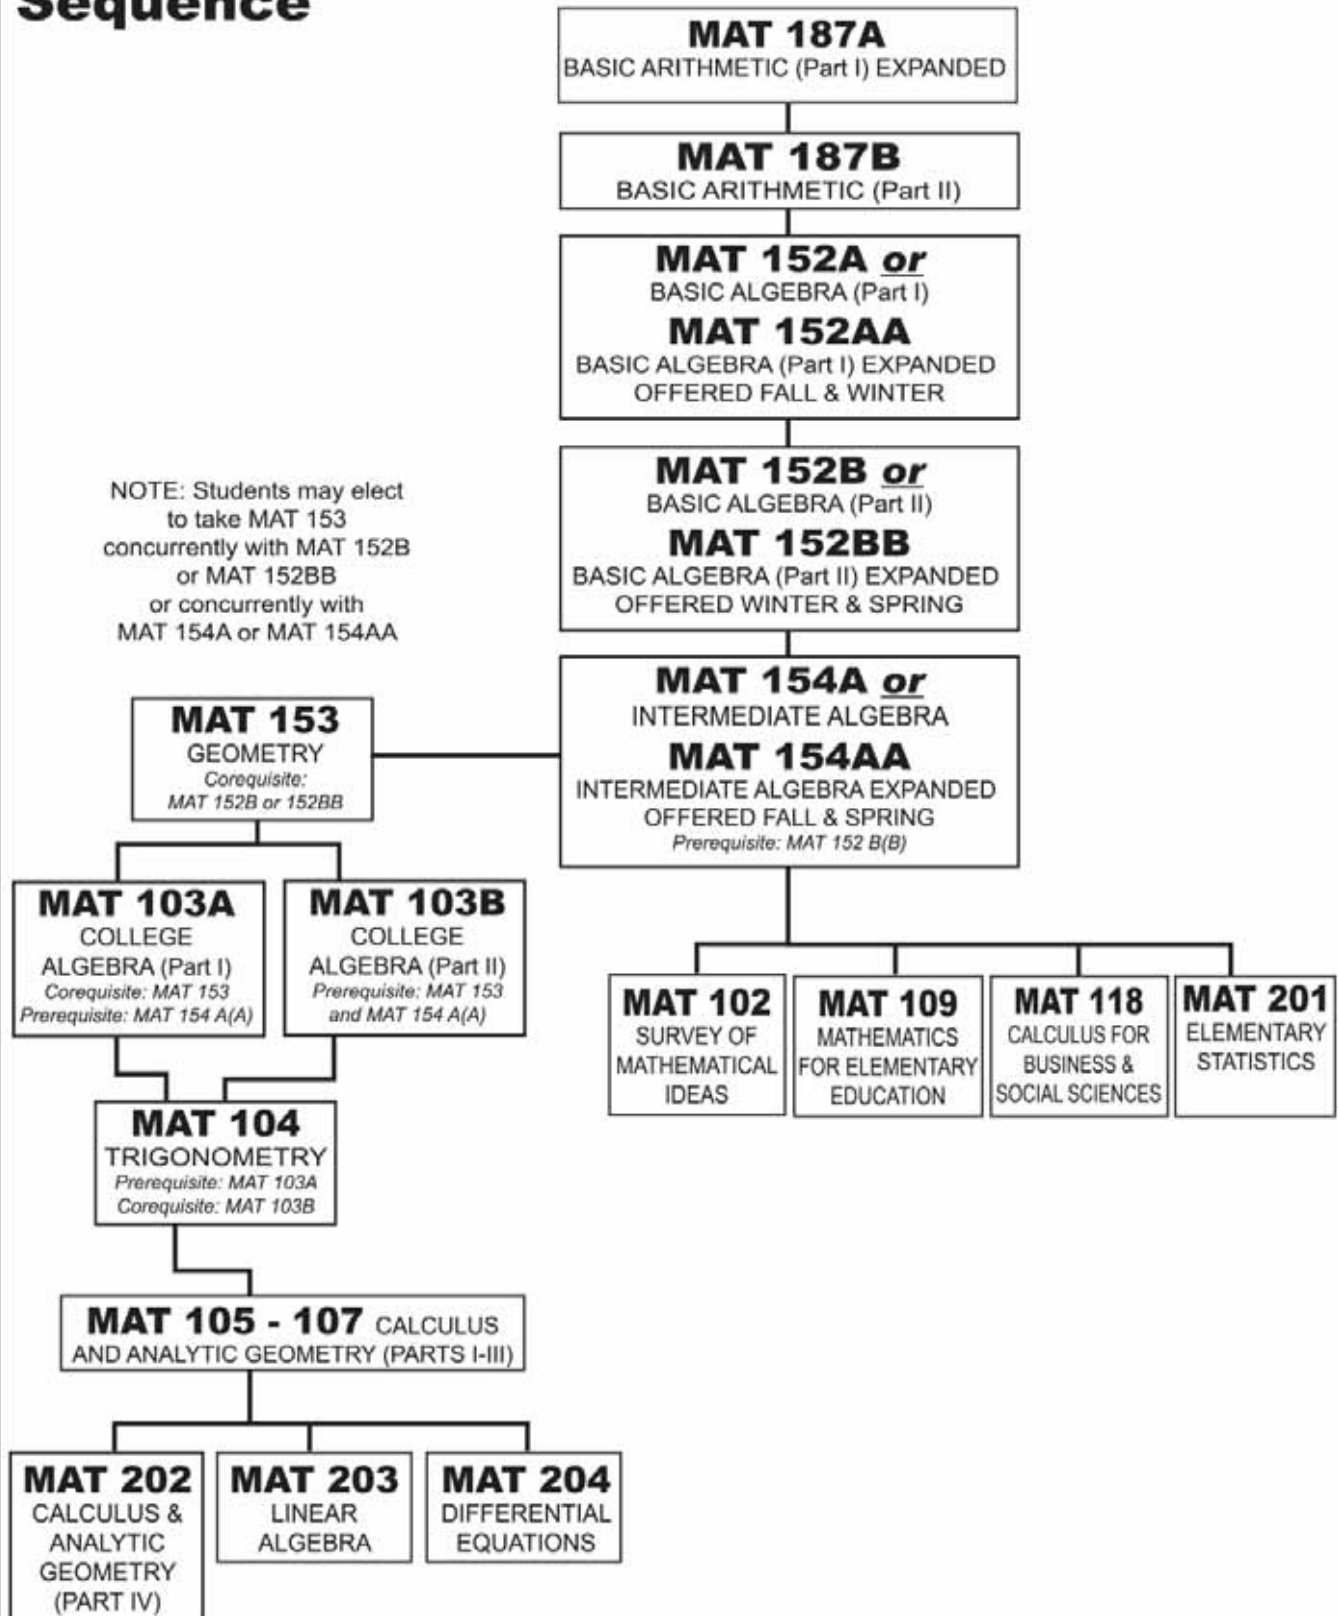 Sequence
MAT 187A
BASIC ARITHMETIC (Part I) EXPANDED
MAT 187B
BASIC ARITHMETIC (Part II)
MAT 152A or
BASIC ALGEBRA (Part I)
MAT 152AA
BASIC ALGEBRA (Part I) EXPANDED
OFFERED FALL & WINTER
MAT 152B or
BASIC ALGEBRA (Part II)
MAT 152BB
BASIC ALGEBRA (Part II) EXPANDED
OFFERED WINTER & SPRING
NOTE: Students may elect
to take MAT 153
concurrently with MAT 152B
or MAT 152BB
or concurrently with
MAT 154A or MAT 154AA
MAT 154A or
INTERMEDIATE ALGEBRA
MAT 154AA
INTERMEDIATE ALGEBRA EXPANDED
OFFERED FALL & SPRING
Prerequisite: MAT 152 B(B)
MAT 153
GEOMETRY
Corequisite:
MAT 152B or 152BB
MAT 103A
COLLEGE
ALGEBRA (Part I)
Corequisite: MAT 153
Prerequisite: MAT 154 A(A)
MAT 103B
COLLEGE
ALGEBRA (Part II)
Prerequisite: MAT 153
and MAT 154 A(A)
MAT 102
SURVEY OF
MATHEMATICAL
IDEAS
MAT 109
MATHEMATICS
FOR ELEMENTARY
EDUCATION
MAT 118
CALCULUS FOR
BUSINESS &
SOCIAL SCIENCES
MAT 201
ELEMENTARY
STATISTICS
MAT 104
TRIGONOMETRY
Prerequisite: MAT 103A
Corequisite: MAT 103B
MAT 105 - 107 CALCULUS
AND ANALYTIC GEOMETRY (PARTS I-III)
MAT 202
CALCULUS &
ANALYTIC
GEOMETRY
(PART IV)
MAT 203
LINEAR
ALGEBRA
MAT 204
DIFFERENTIAL
EQUATIONS